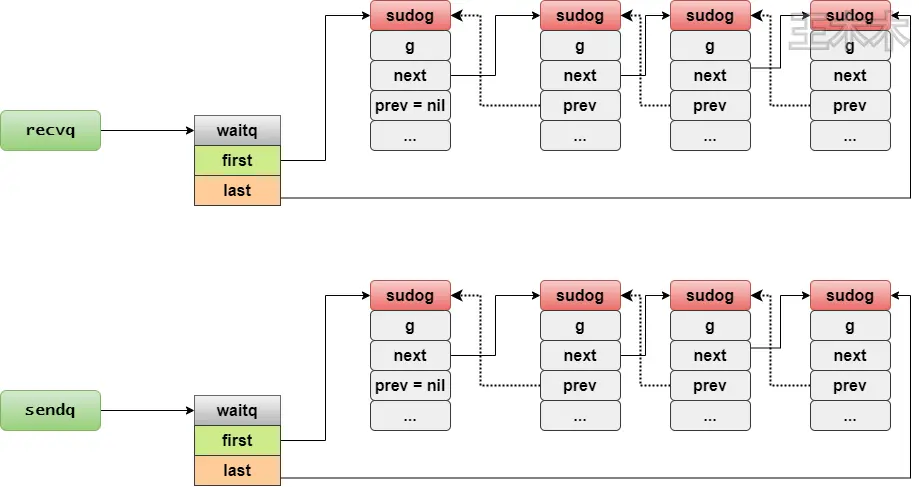 sudog sudog sudog sudog
g g g g
next next next next
prev = nil prev prev prev
... ... ... ...
recvq
waitq
first
last
sudog sudog sudog sudog
g g g g
next next next next
prev = nil prev prev prev
... ... ... ...
sendq
waitq
first
last